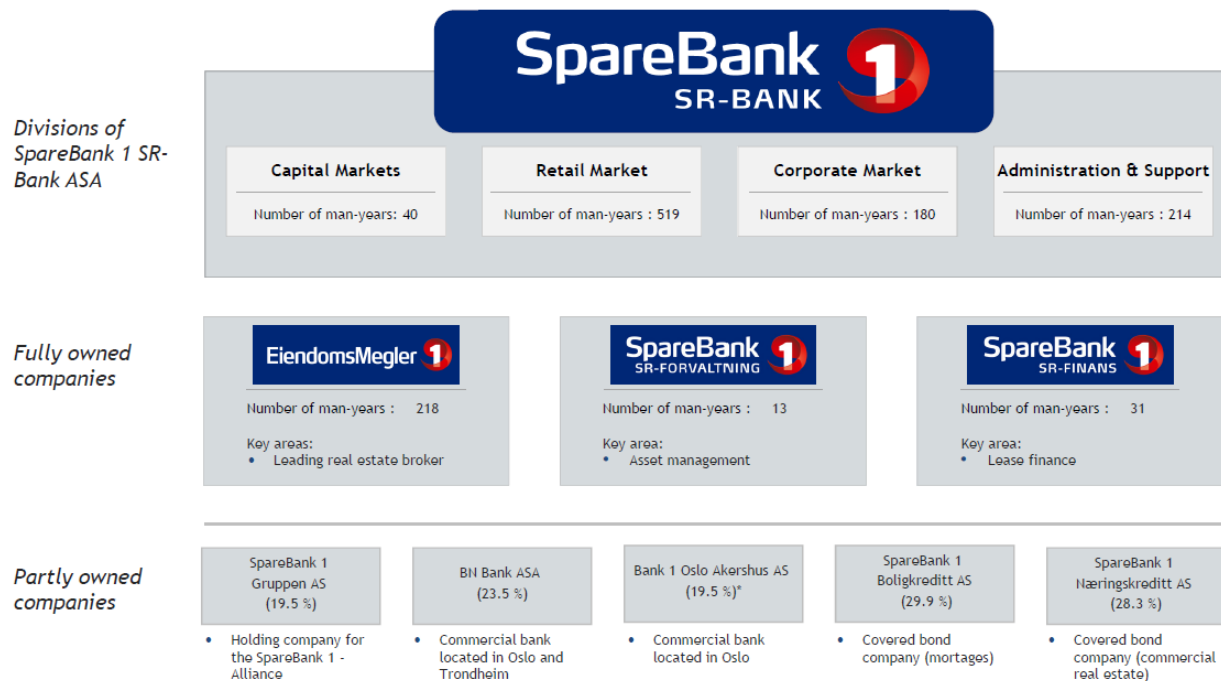 SpareBank 1
SR-BANK
Divisions of
SpareBank 1 SR-
Bank ASA
Capital Markets
Number of man-years: 40
Retail Market
Number of man-years : 519
Corporate Market
Number of man-years : 180
Administration & Support
Number of man-years : 214
Fully owned
companies
EiendomsMegler 1
Number of man-years : 218
Key areas:
• Leading real estate broker
SpareBank 1
SR-FORVALTNING
Number of man-years : 13
Key area:
• Asset management
SpareBank 1
SR-FINANS
Number of man-years : 31
Key area:
• Lease finance
Partly owned
companies
SpareBank 1
Gruppen AS
(19.5 %)
• Holding company for
the SpareBank 1 -
Alliance
BN Bank ASA
(23.5 %)
• Commercial bank
located in Oslo and
Trondheim
Bank 1 Oslo Akershus AS
(19.5 %)*
• Commercial bank
located in Oslo
SpareBank 1
Boligkreditt AS
(29.9 %)
• Covered bond
company (mortages)
SpareBank 1
Næringskreditt AS
(28.3 %)
• Covered bond
company (commercial
real estate)